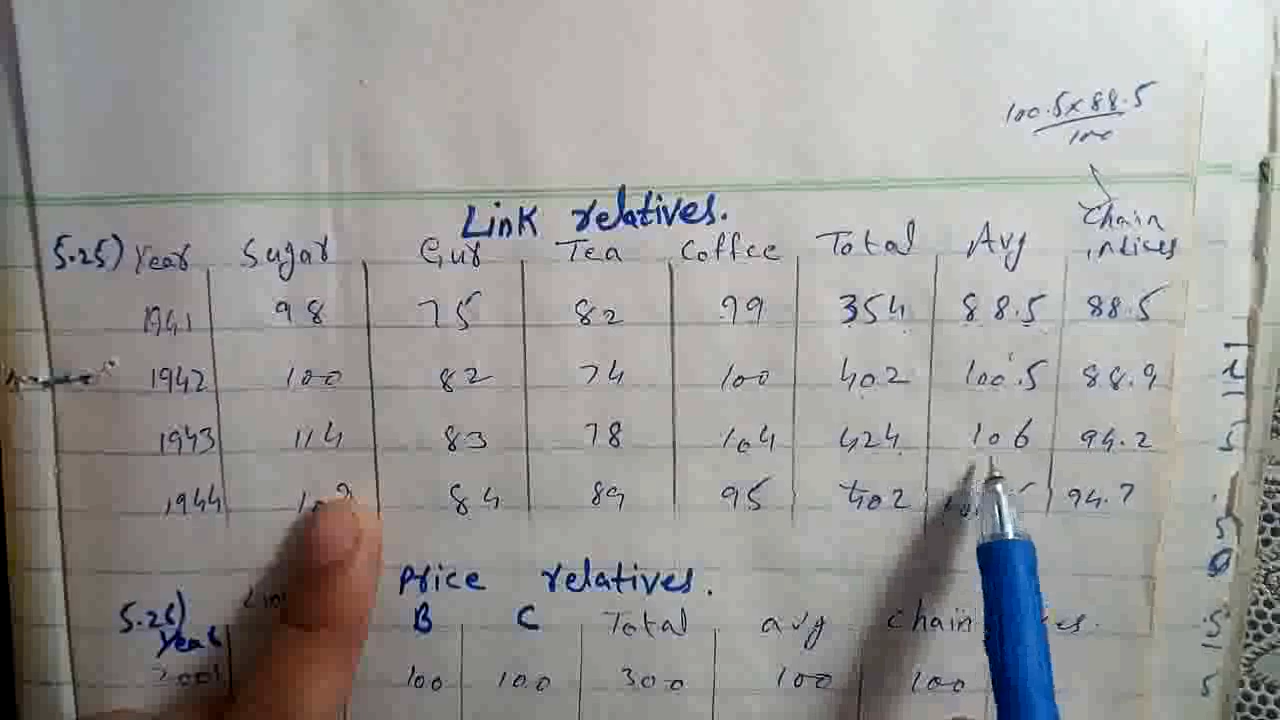 100.5x88.5
100
Link relatives.
5.25) Year Sugar Gur Tea Coffee Total Avg Chain indices
1941 98 75 82 99 354 88.5 88.5
1942 100 82 74 100 402 100.5 88.9
1943 114 83 78 104 424 106 94.2
1944 84 89 95 402 94.7
Price relatives.
5.26) Year B C Total avg chain
2001 100 100 300 100 100